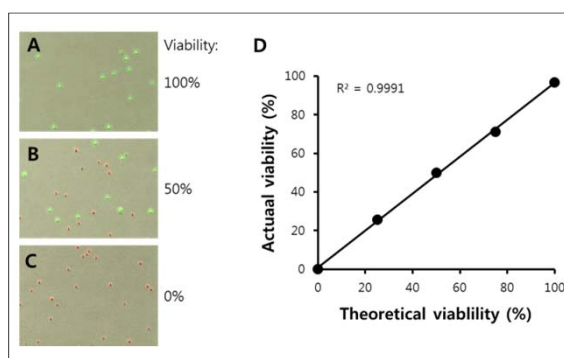 A
Viability:
100%
B
50%
C
0%
D
R² = 0.9991
Actuaal viability (%)
100
80
60
40
20
0
0 20 40 60 80 100
Theoretical viablility (%)